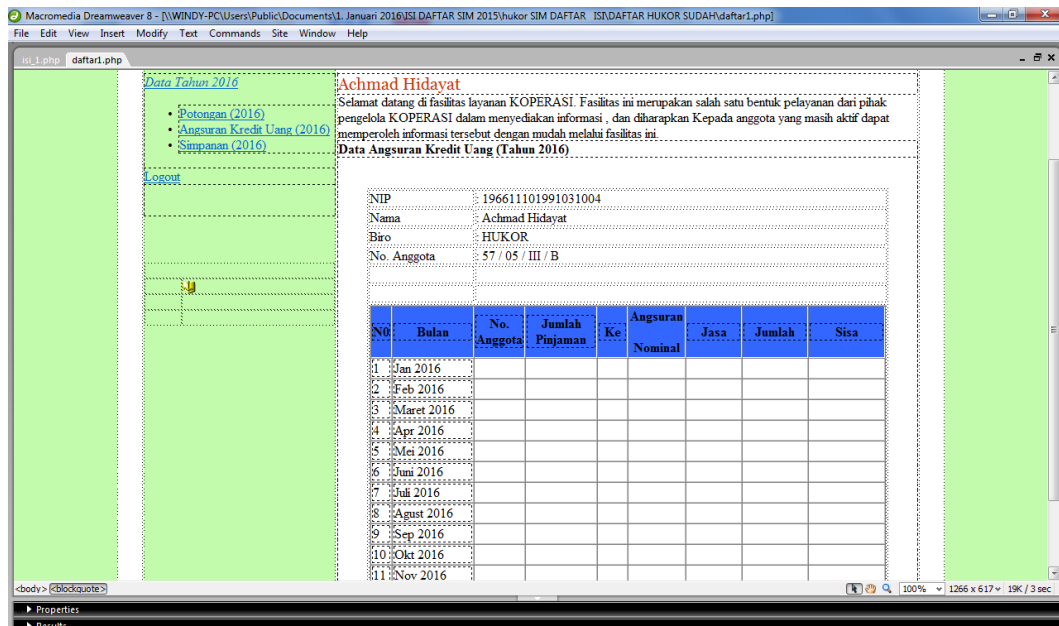 Macromedia Dreamweaver 8 - [\\WINDY-PC\Users\Public\Documents\1. Januari 2016\ISI DAFTAR SIM 2015\hukor SIM DAFTAR ISI\DAFTAR HUKOR SUDAH\daftar1.php]
File Edit View Insert Modify Text Commands Site Window Help
isi_1.php daftar1.php
Data Tahun 2016
• Potongan (2016)
• Angsuran Kredit Uang (2016)
• Simpanan (2016)
Logout
Achmad Hidayat
Selamat datang di fasilitas layanan KOPERASI. Fasilitas ini merupakan salah satu bentuk pelayanan dari pihak
pengelola KOPERASI dalam menyediakan informasi , dan diharapkan Kepada anggota yang masih aktif dapat
memperoleh informasi tersebut dengan mudah melalui fasilitas ini.
Data Angsuran Kredit Uang (Tahun 2016)
NIP : 196611101991031004
Nama : Achmad Hidayat
Biro : HUKOR
No. Anggota : 57 / 05 / III / B
N0 Bulan No. Anggota Jumlah Pinjaman Ke Angsuran Nominal Jasa Jumlah Sisa
1 Jan 2016
2 Feb 2016
3 Maret 2016
4 Apr 2016
5 Mei 2016
6 Juni 2016
7 Juli 2016
8 Agust 2016
9 Sep 2016
10 Okt 2016
11 Nov 2016
<body> <blockquote> 100% 1266 x 617 19K / 3 sec
Properties
Results